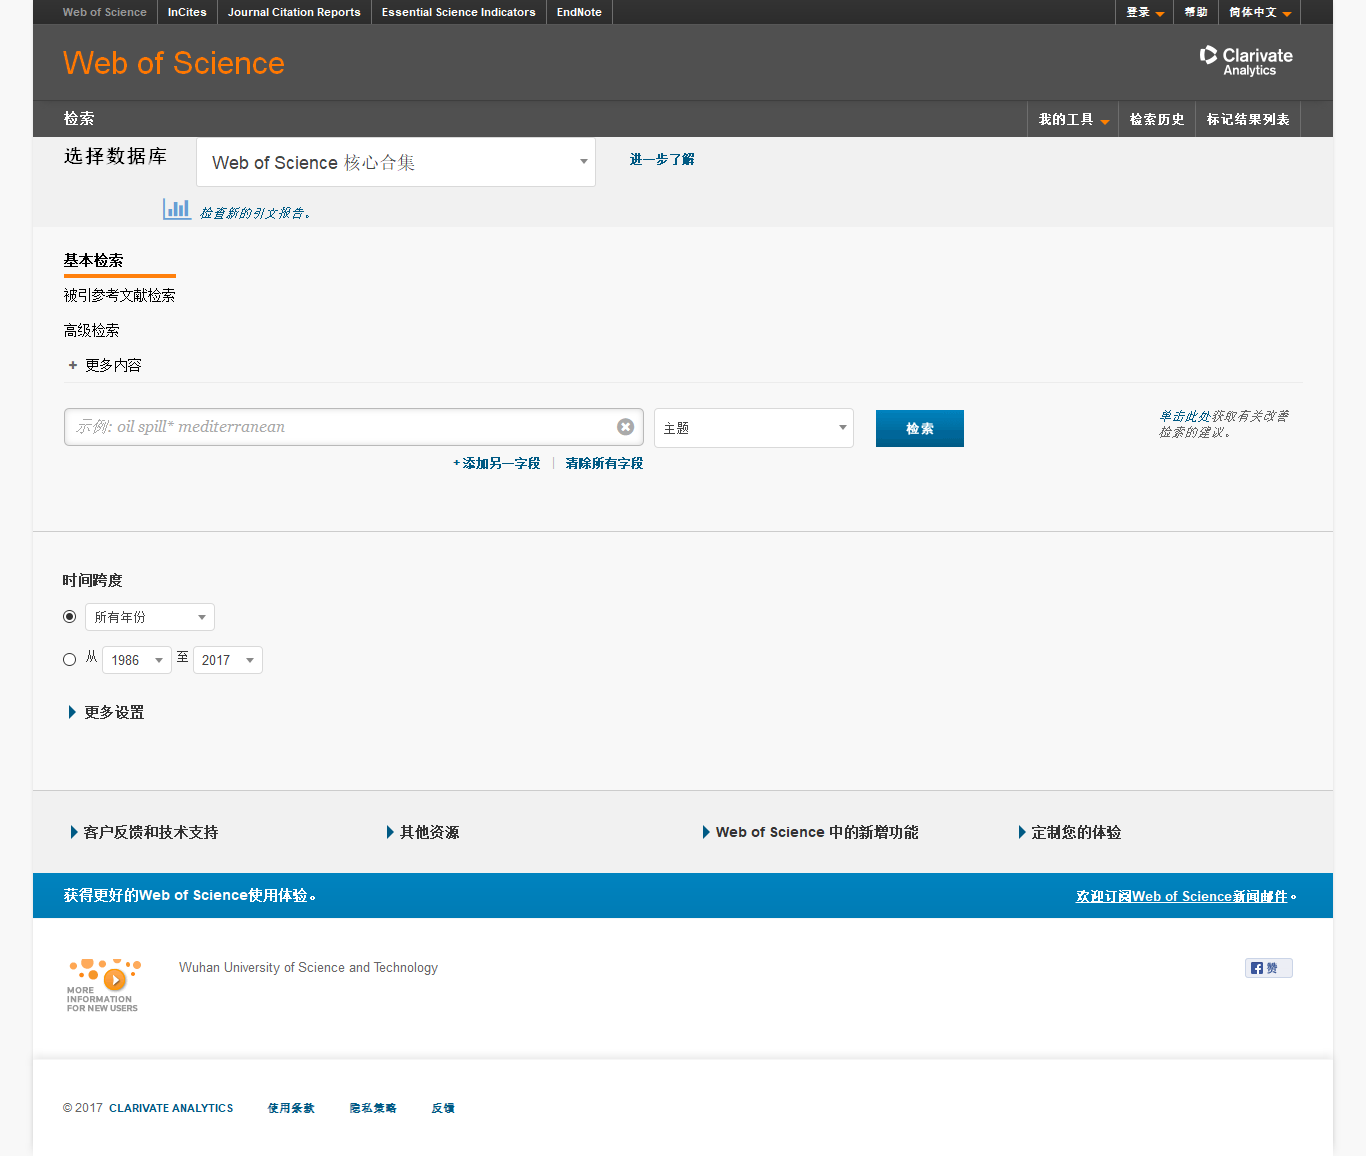 Web of Science InCites Journal Citation Reports Essential Science Indicators EndNote 登录 帮助 简体中文
Web of Science
Clarivate
Analytics
检索 我的工具 检索历史 标记结果列表
选择数据库 Web of Science 核心合集 进一步了解
检查新的引文报告。
基本检索
被引参考文献检索
高级检索
+ 更多内容
示例: oil spill* mediterranean 主题 检索 单击此处获取有关改善
检索的建议。
+添加另一字段 | 清除所有字段
时间跨度
所有年份
从 1986 至 2017
更多设置
客户反馈和技术支持 其他资源 Web of Science 中的新增功能 定制您的体验
获得更好的Web of Science使用体验。 欢迎订阅Web of Science新闻邮件。
MORE
INFORMATION
FOR NEW USERS
Wuhan University of Science and Technology
赞
© 2017 CLARIVATE ANALYTICS 使用条款 隐私策略 反馈